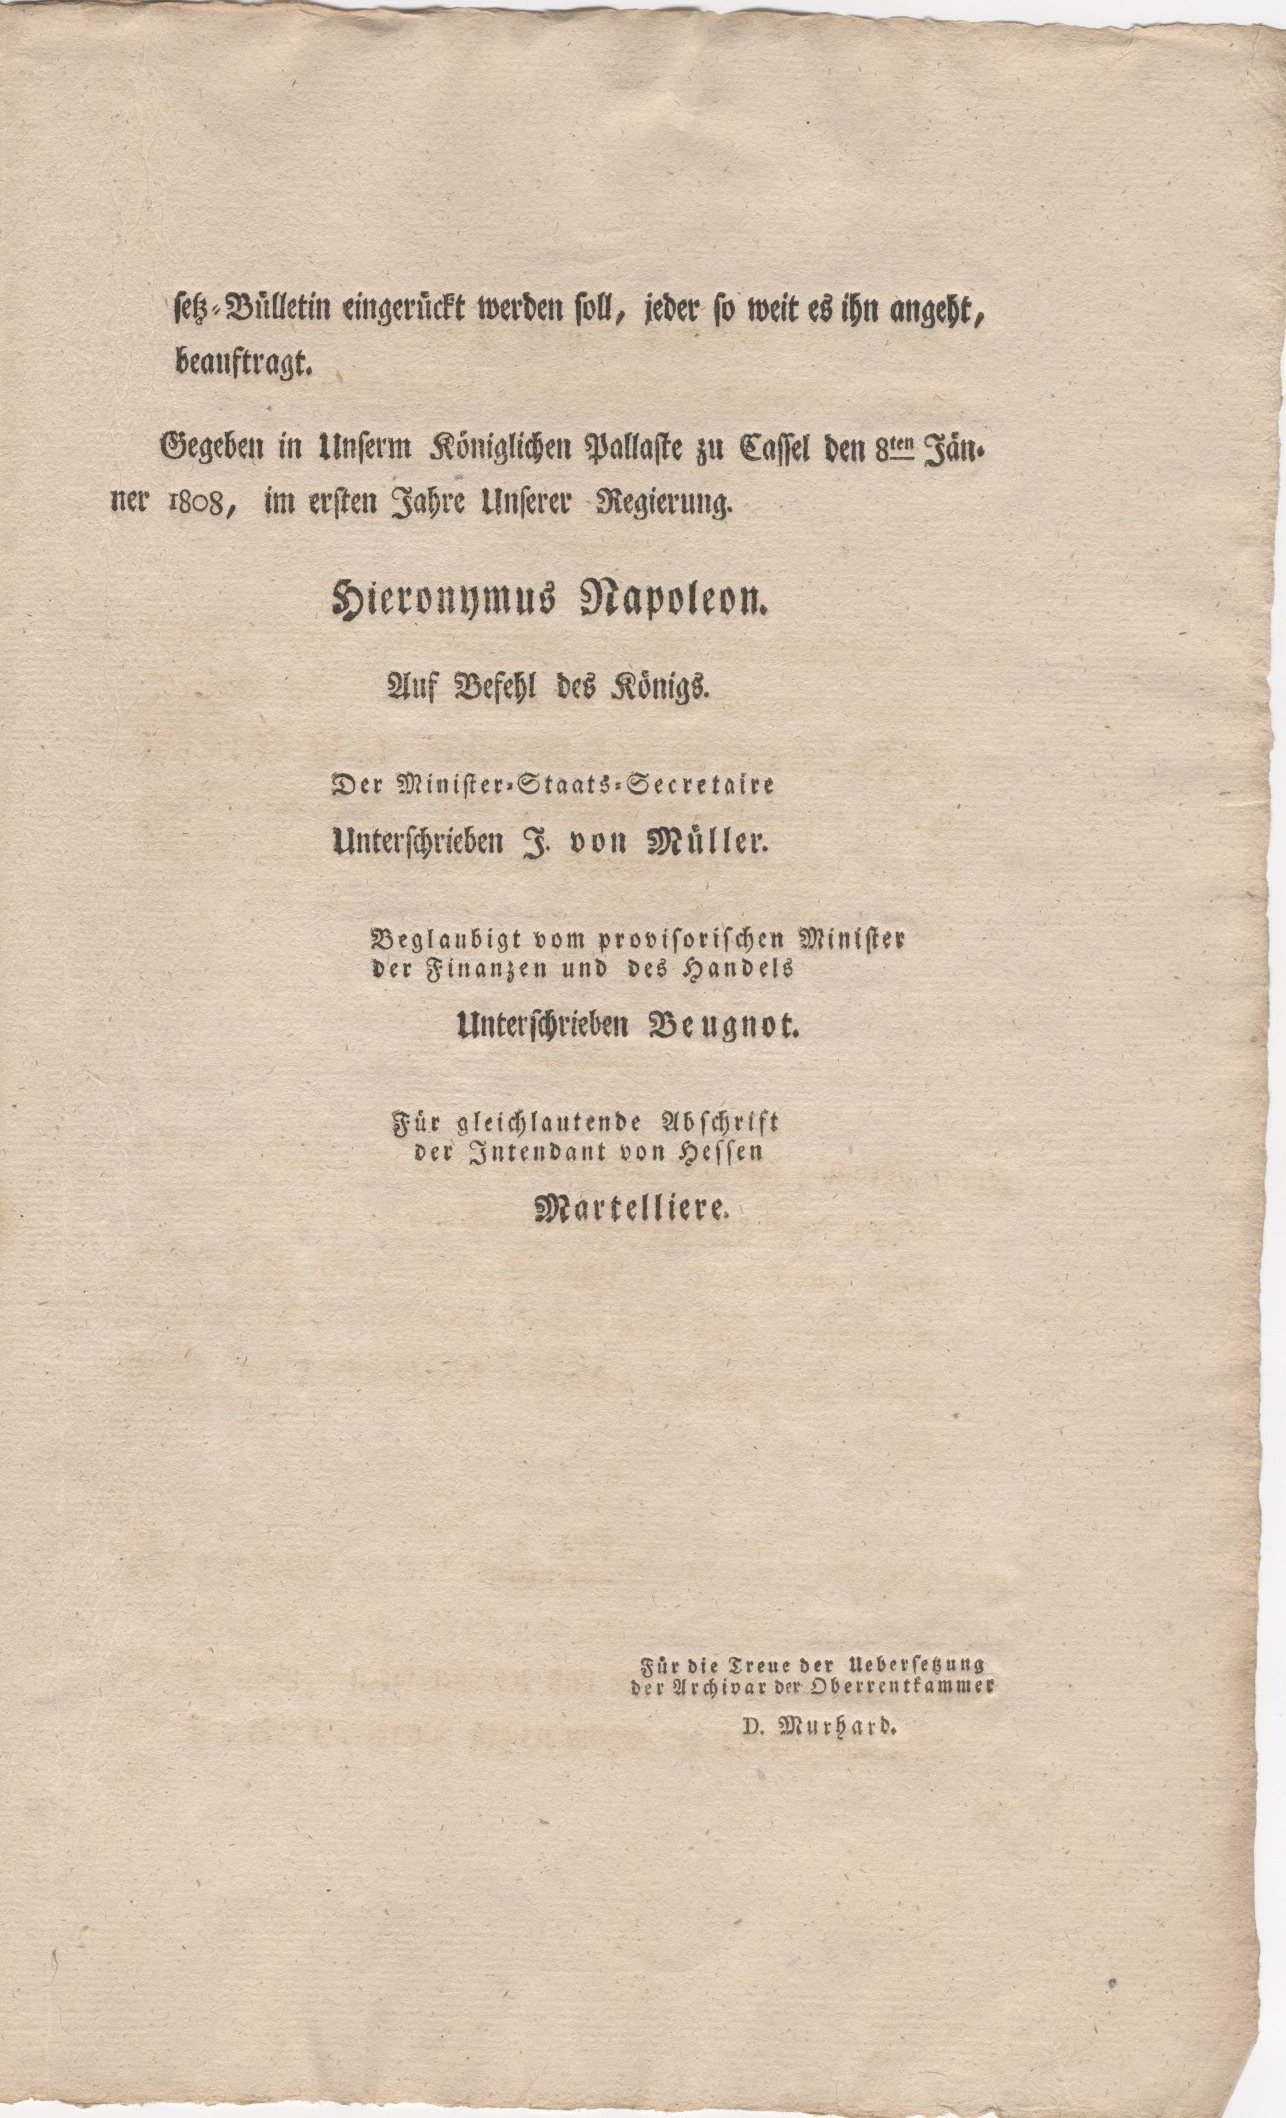 setz-Bülletin eingerückt werden soll, jeder so weit es ihn angeht,
beauftragt.
Gegeben in Unserm Königlichen Pallaste zu Cassel den 8ten Jän-
ner 1808, im ersten Jahre Unserer Regierung.
Hieronymus Napoleon.
Auf Befehl des Königs.
Der Minister-Staats-Secretaire
Unterschrieben J. von Müller.
Beglaubigt vom provisorischen Minister
der Finanzen und des Handels
Unterschrieben Beugnot.
Für gleichlautende Abschrift
der Intendant von Hessen
Martelliere.
Für die Treue der Uebersetzung
der Archivar der Oberrentkammer
D. Murhard.